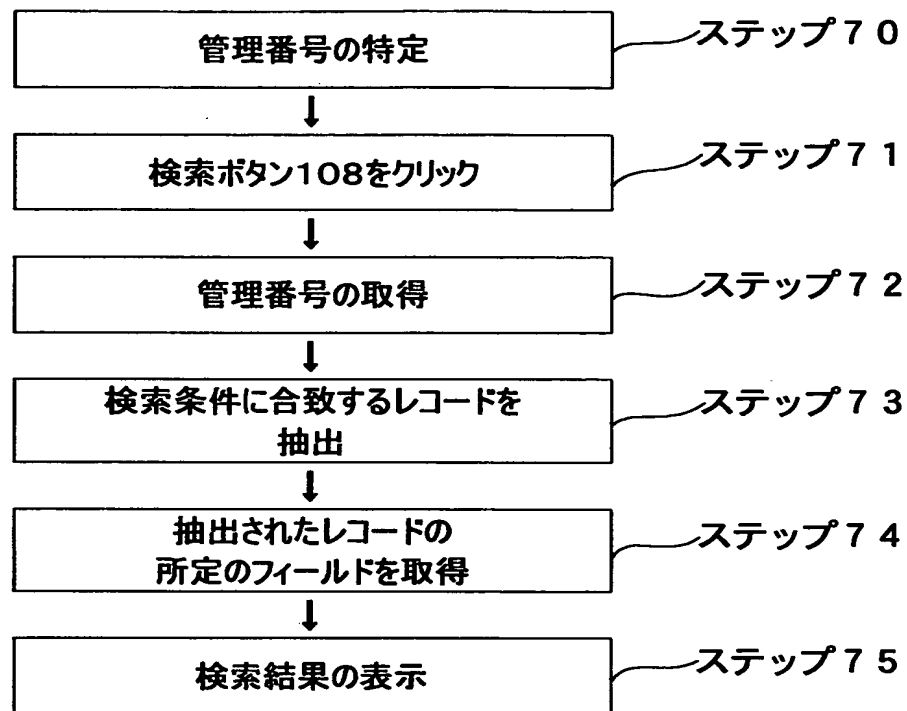 管理番号の特定
ステップ70
検索ボタン108をクリック
ステップ71
管理番号の取得
ステップ72
検索条件に合致するレコードを
抽出
ステップ73
抽出されたレコードの
所定のフィールドを取得
ステップ74
検索結果の表示
ステップ75